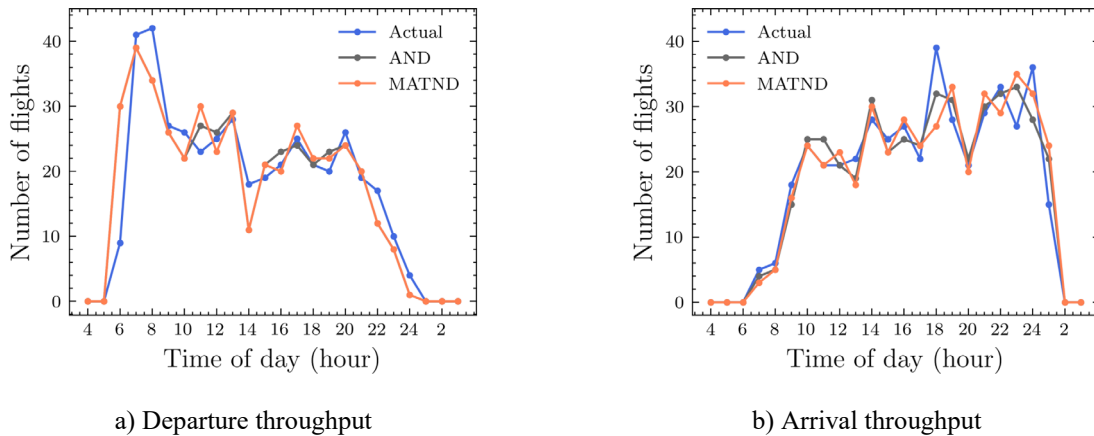 Actual
AND
MATND
Number of flights
40
30
20
10
0
4 6 8 10 12 14 16 18 20 22 24 2
Time of day (hour)
a) Departure throughput
Actual
AND
MATND
Number of flights
40
30
20
10
0
4 6 8 10 12 14 16 18 20 22 24 2
Time of day (hour)
b) Arrival throughput